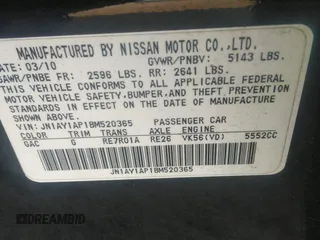 MANUFACTURED BY NISSAN MOTOR CO., LTD.
DATE: 03/10 GVWR/PNBV: 5143 LBS.
GAWR/PNBE FR: 2596 LBS. RR: 2641 LBS.
THIS VEHICLE CONFORMS TO ALL APPLICABLE FEDERAL
MOTOR VEHICLE SAFETY, BUMPER, AND THEFT
PREVENTION STANDARDS IN EFFECT ON THE DATE OF
MANUFACTURE SHOWN ABOVE.
VIN: JN1AY1AP1BM520365 PASSENGER CAR
COLOR TRIM TRANS AXLE ENGINE
GAC G RE7R01A RE26 VK56(VD) 5552CC
JN1AY1AP1BM520365
DREAMBID